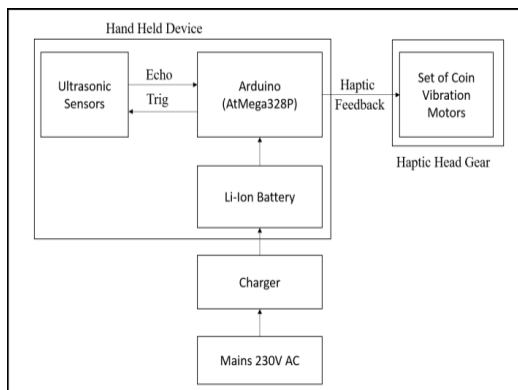 Hand Held Device
Ultrasonic
Sensors
Echo
Trig
Arduino
(AtMega328P)
Haptic
Feedback
Set of Coin
Vibration
Motors
Haptic Head Gear
Li-Ion Battery
Charger
Mains 230V AC